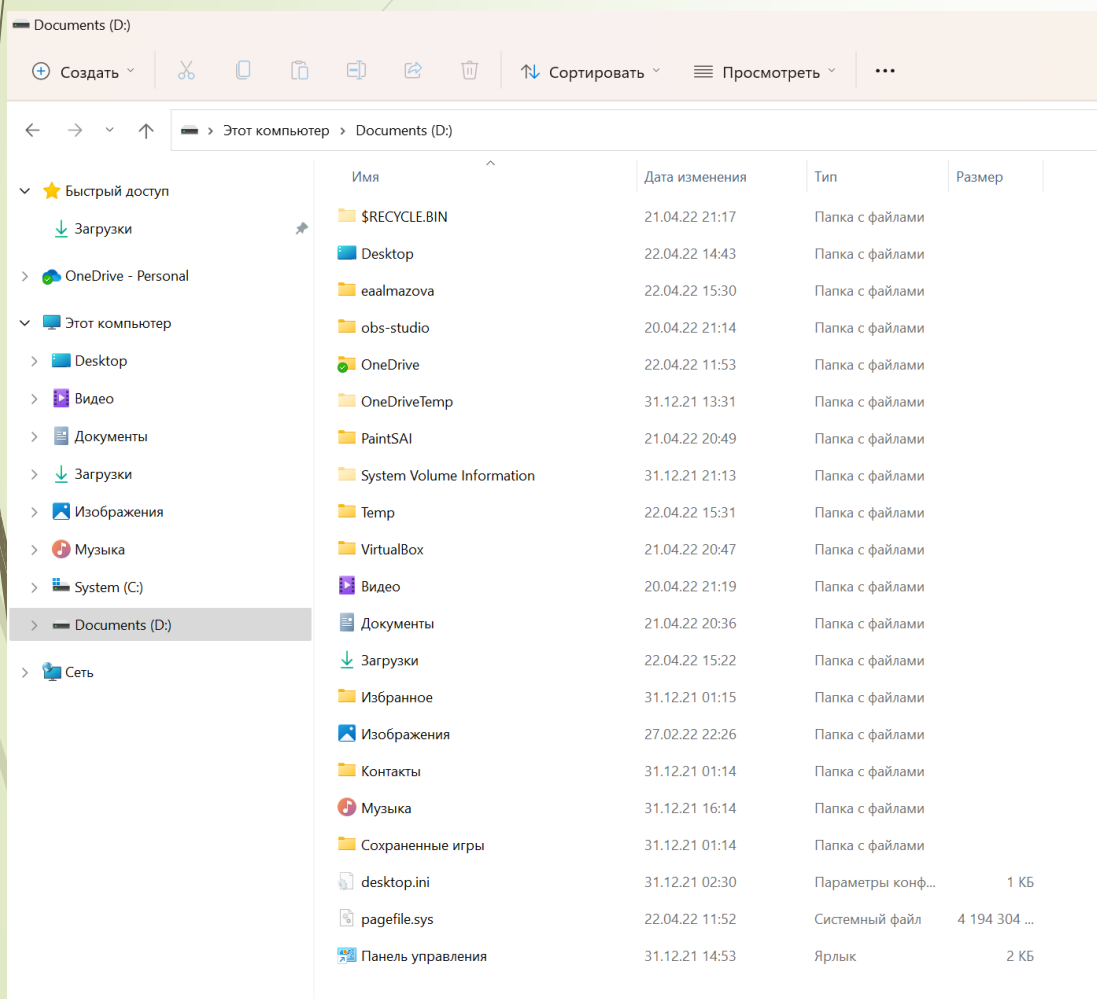 Documents (D:)
Создать
Сортировать
Просмотреть
Этот компьютер > Documents (D:)
Быстрый доступ
Загрузки
OneDrive - Personal
Этот компьютер
Desktop
Видео
Документы
Загрузки
Изображения
Музыка
System (C:)
Documents (D:)
Сеть
Имя Дата изменения Тип Размер
$RECYCLE.BIN 21.04.22 21:17 Папка с файлами
Desktop 22.04.22 14:43 Папка с файлами
eaalmazova 22.04.22 15:30 Папка с файлами
obs-studio 20.04.22 21:14 Папка с файлами
OneDrive 22.04.22 11:53 Папка с файлами
OneDriveTemp 31.12.21 13:31 Папка с файлами
PaintSAI 21.04.22 20:49 Папка с файлами
System Volume Information 31.12.21 21:13 Папка с файлами
Temp 22.04.22 15:31 Папка с файлами
VirtualBox 21.04.22 20:47 Папка с файлами
Видео 20.04.22 21:19 Папка с файлами
Документы 21.04.22 20:36 Папка с файлами
Загрузки 22.04.22 15:22 Папка с файлами
Избранное 31.12.21 01:15 Папка с файлами
Изображения 27.02.22 22:26 Папка с файлами
Контакты 31.12.21 01:14 Папка с файлами
Музыка 31.12.21 16:14 Папка с файлами
Сохраненные игры 31.12.21 01:14 Папка с файлами
desktop.ini 31.12.21 02:30 Параметры конф... 1 КБ
pagefile.sys 22.04.22 11:52 Системный файл 4 194 304 ...
Панель управления 31.12.21 14:53 Ярлык 2 КБ